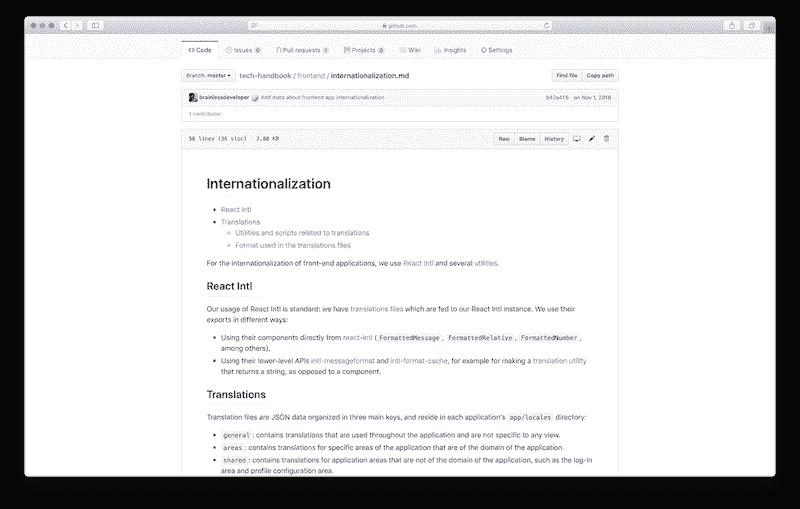 github.com
Code Issues 0 Pull requests 1 Projects 0 Wiki Insights Settings
Branch: master tech-handbook / frontend / internationalization.md Find file Copy path
brainlessdeveloper Add docs about frontend app internationalization b42a4f6 on Nov 1, 2018
1 contributor
58 lines (36 sloc) 2.88 KB Raw Blame History
Internationalization
React Intl
Translations
Utilities and scripts related to translations
Format used in the translations files
For the internationalization of front-end applications, we use React Intl and several utilities.
React Intl
Our usage of React Intl is standard: we have translations files which are fed to our React Intl instance. We use their
exports in different ways:
Using their components directly from react-intl ( FormattedMessage , FormattedRelative , FormattedNumber ,
among others).
Using their lower-level APIs intl-messageformat and intl-format-cache, for example for making a translation utility
that returns a string, as opposed to a component.
Translations
Translation files are JSON data organized in three main keys, and reside in each application's app/locales directory:
general : contains translations that are used throughout the application and are not specific to any view.
areas : contains translations for specific areas of the application that are of the domain of the application.
shared : contains translations for application areas that are not of the domain of the application, such as the log-in
area and profile configuration area.